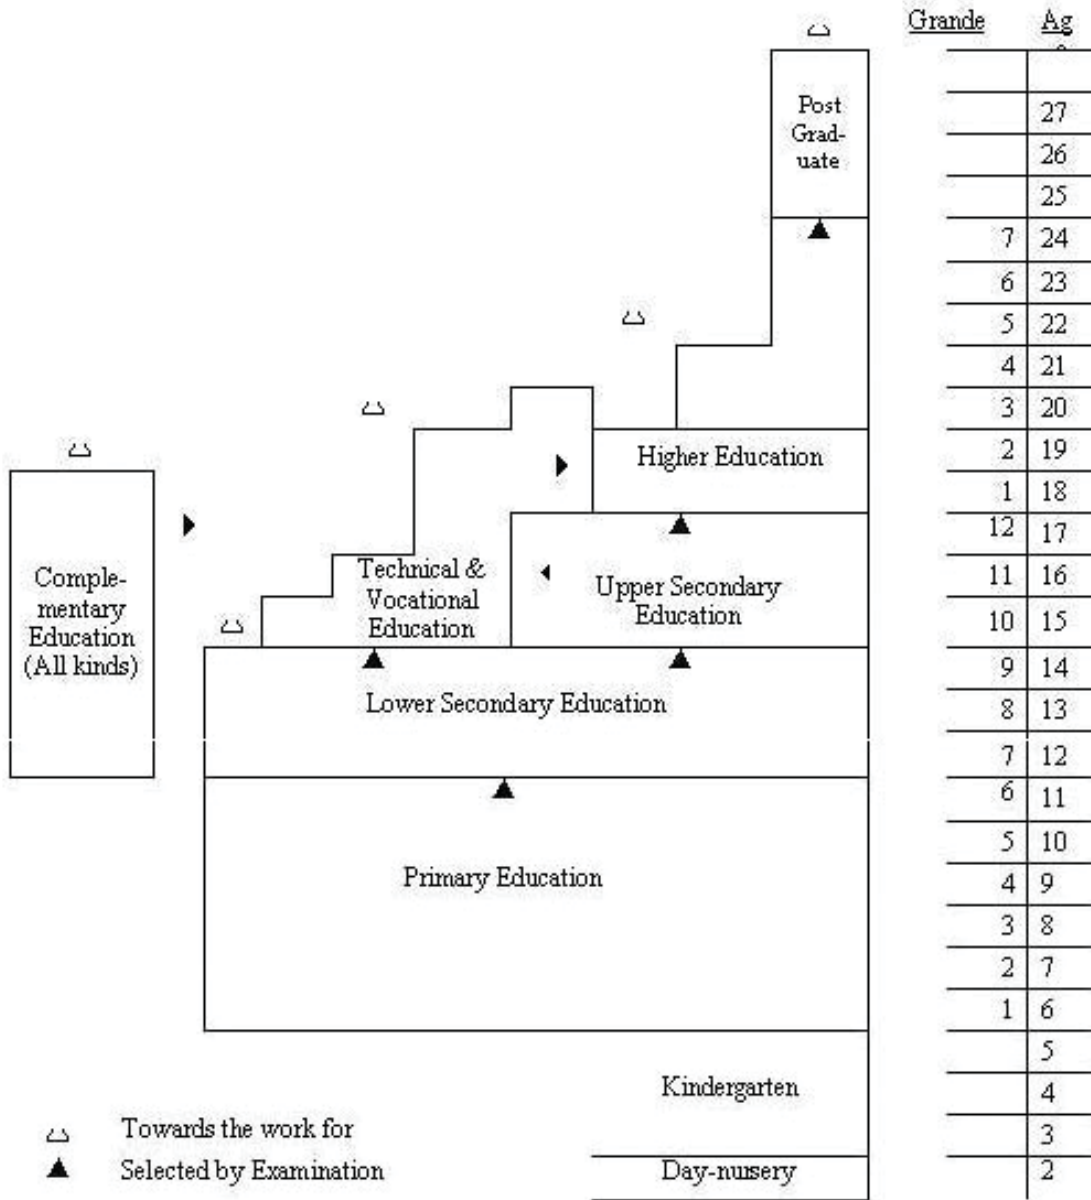 Grande Ag
Post
Grad-
uate
27
26
25
7 24
6 23
5 22
4 21
3 20
Higher Education
2 19
1 18
12 17
Technical &
Vocational
Education
Upper Secondary
Education
11 16
10 15
Comple-
mentary
Education
(All kinds)
9 14
Lower Secondary Education
8 13
7 12
6 11
5 10
Primary Education
4 9
3 8
2 7
1 6
5
Kindergarten
4
3
Day-nursery
2
Towards the work for
Selected by Examination